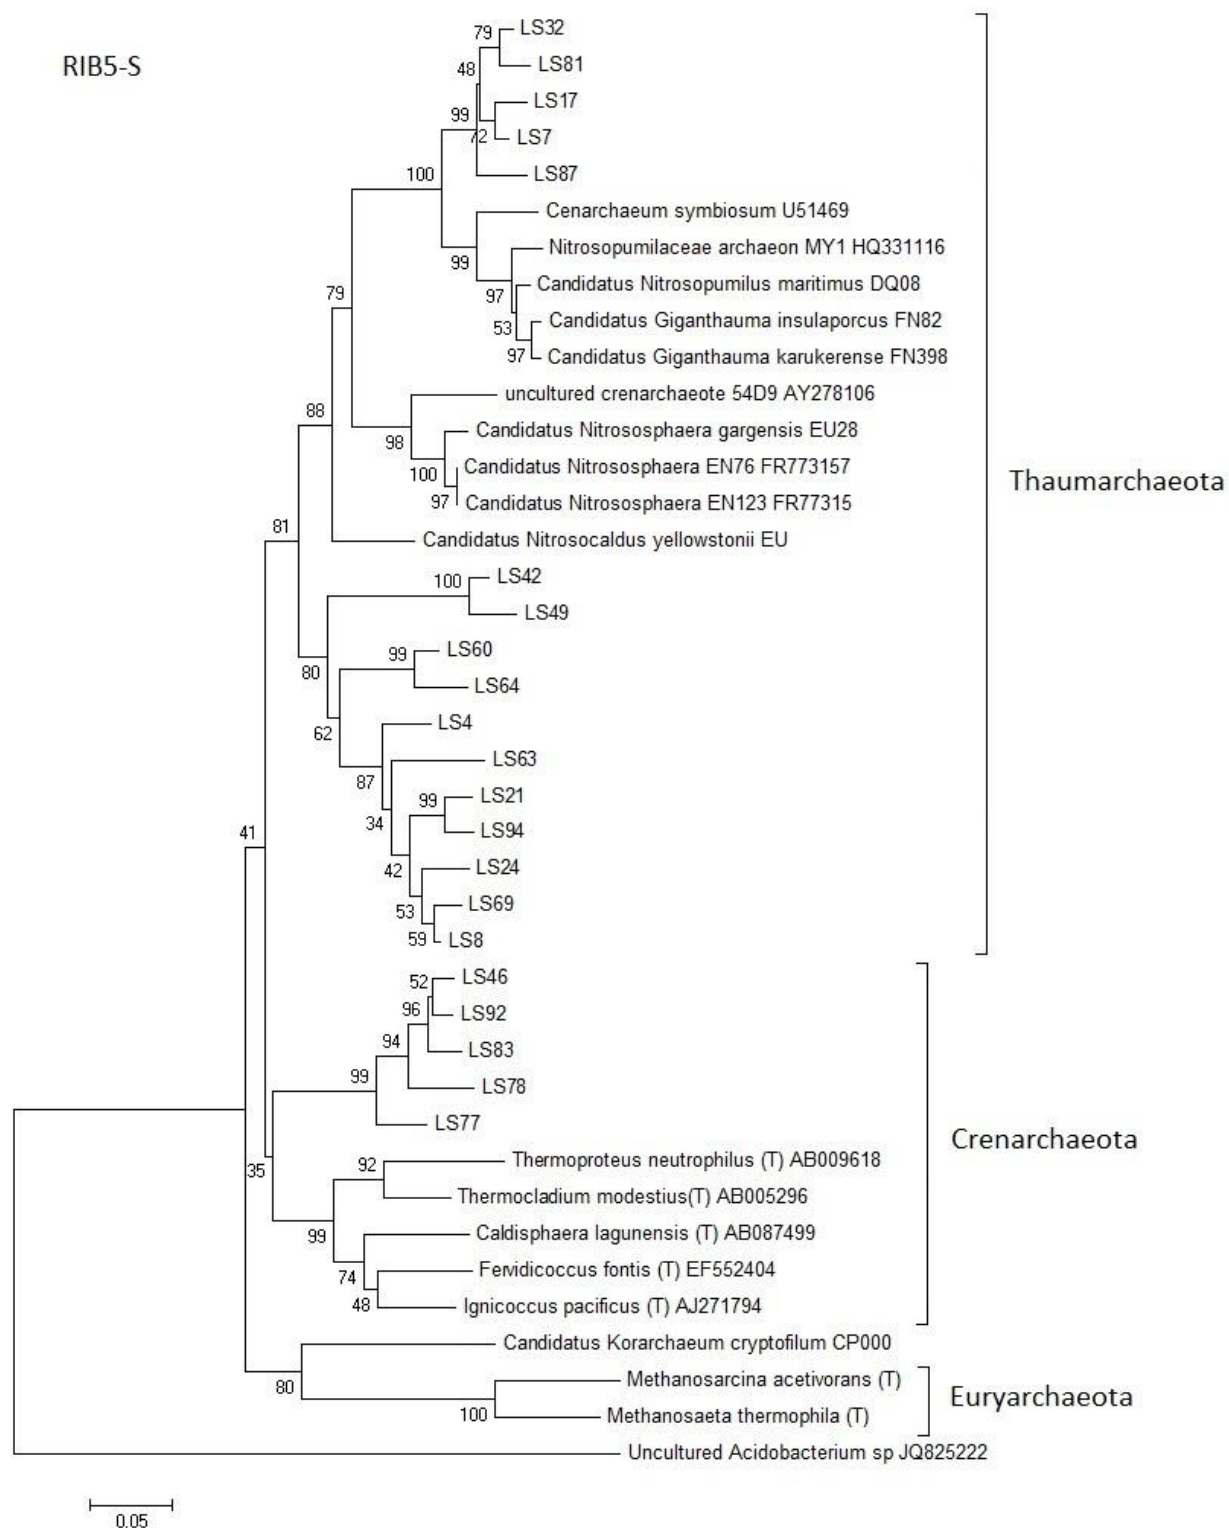 RIB5-S
79
LS32
LS81
48
LS17
99
72
LS7
LS87
100
Cenarchaeum symbiosum U51469
Nitrosopumilaceae archaeon MY1 HQ331116
99
Candidatus Nitrosopumilus maritimus DQ08
97
Candidatus Giganthauma insulaporcus FN82
53
Candidatus Giganthauma karukerense FN398
97
79
uncultured crenarchaeote 54D9 AY278106
88
Candidatus Nitrososphaera gargensis EU28
98
Candidatus Nitrososphaera EN76 FR773157
100
Candidatus Nitrososphaera EN123 FR77315
97
Thaumarchaeota
81
Candidatus Nitrosocaldus yellowstonii EU
100
LS42
LS49
99
LS60
80
LS64
62
LS4
LS63
87
99
LS21
34
LS94
41
42
LS24
53
LS69
59
LS8
52
LS46
96
LS92
94
LS83
99
LS78
LS77
Crenarchaeota
35
92
Thermoproteus neutrophilus (T) AB009618
Thermocladium modestius(T) AB005296
99
Caldisphaera lagunensis (T) AB087499
74
Fervidicoccus fontis (T) EF552404
48
Ignicoccus pacificus (T) AJ271794
Candidatus Korarchaeum cryptofilum CP000
80
Methanosarcina acetivorans (T)
100
Methanosaeta thermophila (T)
Euryarchaeota
Uncultured Acidobacterium sp JQ825222
0.05